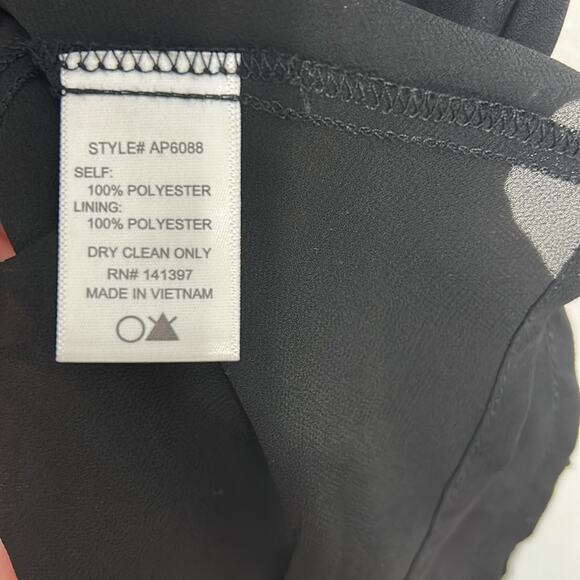 STYLE# AP6088
SELF:
100% POLYESTER
LINING:
100% POLYESTER
DRY CLEAN ONLY
RN# 141397
MADE IN VIETNAM